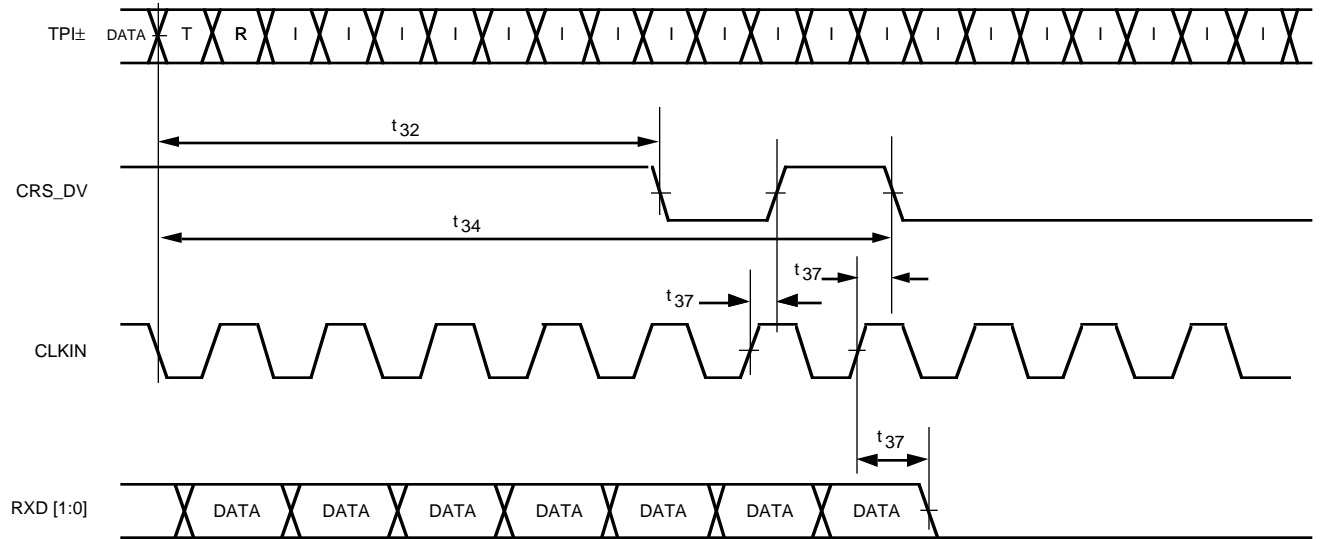 TPI± DATA T R I I I I I I I I I I I I I I I I I I I
t32
CRS_DV
t34
t37
t37
CLKIN
t37
RXD [1:0] DATA DATA DATA DATA DATA DATA DATA